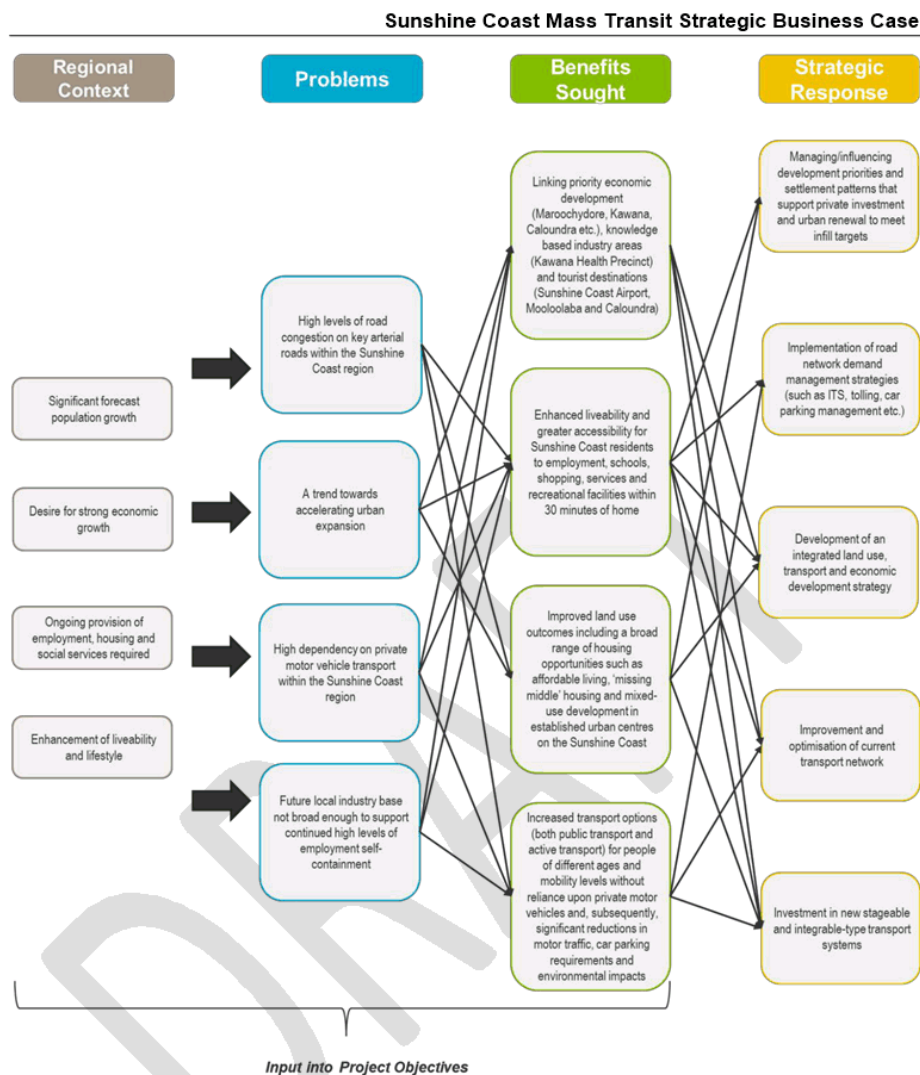 Sunshine Coast Mass Transit Strategic Business Case
Regional
Context
Problems
Benefits
Sought
Strategic
Response
Significant forecast
population growth
Desire for strong economic
growth
Ongoing provision of
employment, housing and
social services required
Enhancement of liveability
and lifestyle
High levels of road
congestion on key arterial
roads within the Sunshine
Coast region
A trend towards
accelerating urban
expansion
High dependency on private
motor vehicle transport
within the Sunshine Coast
region
Future local industry base
not broad enough to support
continued high levels of
employment self-
containment
Linking priority economic
development
(Maroochydore, Kawana,
Caloundra etc.), knowledge
based industry areas
(Kawana Health Precinct)
and tourist destinations
(Sunshine Coast Airport,
Mooloolaba and Caloundra)
Enhanced liveability and
greater accessibility for
Sunshine Coast residents
to employment, schools,
shopping, services and
recreational facilities within
30 minutes of home
Improved land use
outcomes including a broad
range of housing
opportunities such as
affordable living, ‘missing
middle’ housing and mixed-
use development in
established urban centres
on the Sunshine Coast
Increased transport options
(both public transport and
active transport) for people
of different ages and
mobility levels without
reliance upon private motor
vehicles and, subsequently,
significant reductions in
motor traffic, car parking
requirements and
environmental impacts
Managing/influencing
development priorities and
settlement patterns that
support private investment
and urban renewal to meet
infill targets
Implementation of road
network demand
management strategies
(such as ITS, tolling, car
parking management etc.)
Development of an
integrated land use,
transport and economic
development strategy
Improvement and
optimisation of current
transport network
Investment in new stageable
and integrable-type transport
systems
Input into Project Objectives
DRAFT